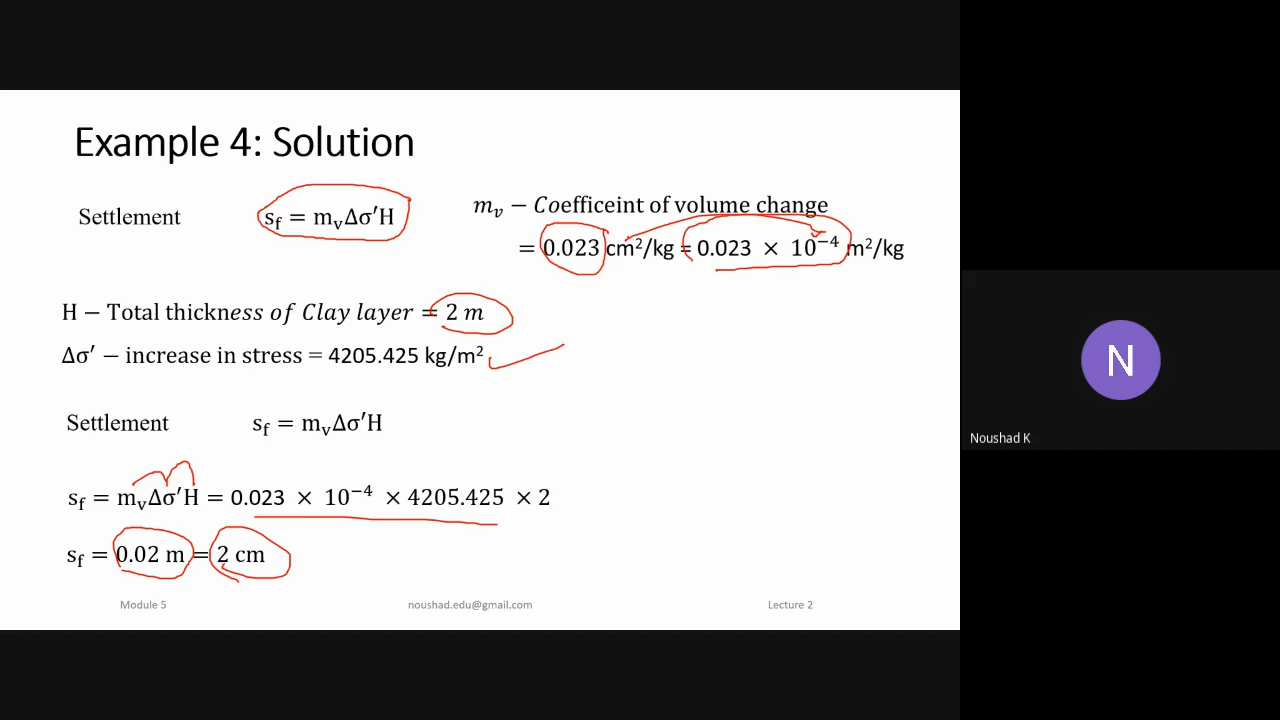 Example 4: Solution
Settlement s_f = m_vΔσ′H
m_v − Coefficeint of volume change
= 0.023 cm²/kg = 0.023 × 10⁻⁴ m²/kg
H − Total thickness of Clay layer = 2 m
Δσ′ − increase in stress = 4205.425 kg/m²
Settlement s_f = m_vΔσ′H
s_f = m_vΔσ′H = 0.023 × 10⁻⁴ × 4205.425 × 2
s_f = 0.02 m = 2 cm
Module 5 noushad.edu@gmail.com Lecture 2
N
Noushad K